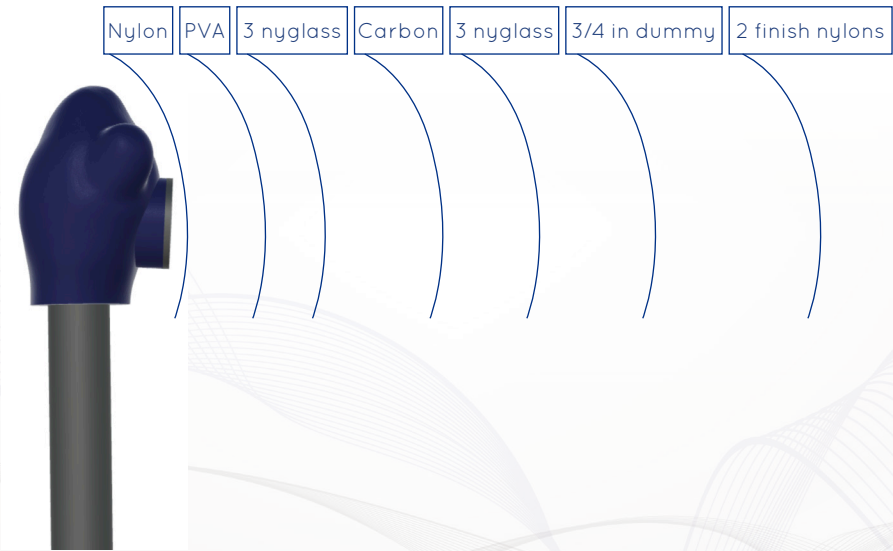 Nylon
PVA
3 nyglass
Carbon
3 nyglass
3/4 in dummy
2 finish nylons